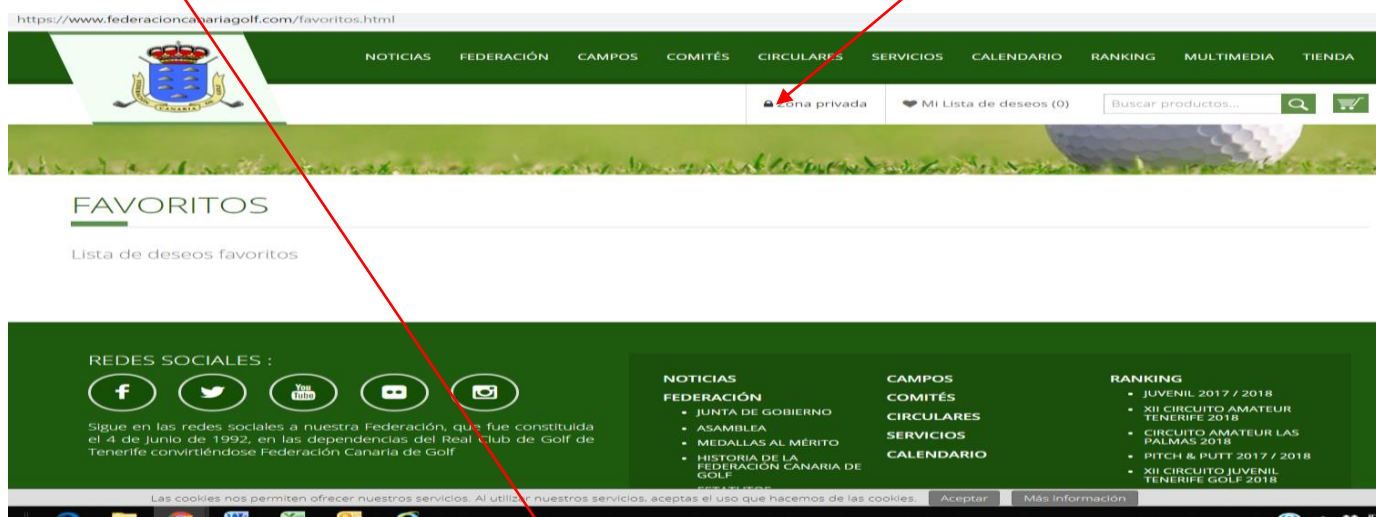 https://www.federacioncanariagolf.com/favoritos.html
NOTICIAS FEDERACIÓN CAMPOS COMITÉS CIRCULARES SERVICIOS CALENDARIO RANKING MULTIMEDIA TIENDA
Zona privada Mi Lista de deseos (0) Buscar productos...
CANARIA
FAVORITOS
Lista de deseos favoritos
REDES SOCIALES :
You
Tube
Sigue en las redes sociales a nuestra Federación, que fue constituida
el 4 de Junio de 1992, en las dependencias del Real Club de Golf de
Tenerife convirtiéndose Federación Canaria de Golf
NOTICIAS
FEDERACIÓN
JUNTA DE GOBIERNO
ASAMBLEA
MEDALLAS AL MÉRITO
HISTORIA DE LA
FEDERACIÓN CANARIA DE
GOLF
ESTATUTOS
CAMPOS
COMITÉS
CIRCULARES
SERVICIOS
CALENDARIO
RANKING
JUVENIL 2017 / 2018
XII CIRCUITO AMATEUR
TENERIFE 2018
CIRCUITO AMATEUR LAS
PALMAS 2018
PITCH & PUTT 2017 / 2018
XII CIRCUITO JUVENIL
TENERIFE GOLF 2018
Las cookies nos permiten ofrecer nuestros servicios. Al utilizar nuestros servicios, aceptas el uso que hacemos de las cookies. Aceptar Más información